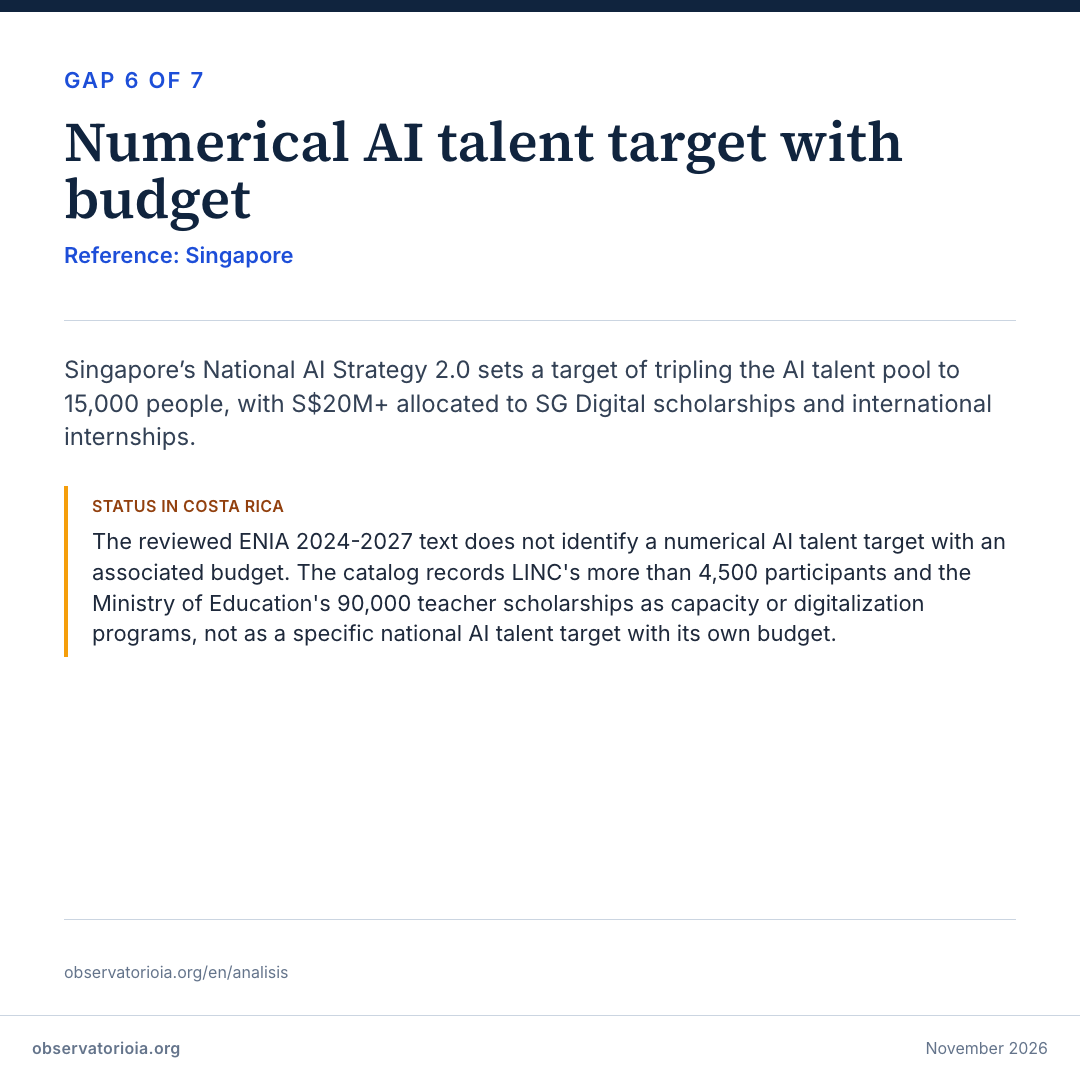 GAP 6 OF 7
Numerical AI talent target with
budget
Reference: Singapore
Singapore’s National AI Strategy 2.0 sets a target of tripling the AI talent pool to
15,000 people, with S$20M+ allocated to SG Digital scholarships and international
internships.
STATUS IN COSTA RICA
The reviewed ENIA 2024-2027 text does not identify a numerical AI talent target with an
associated budget. The catalog records LINC's more than 4,500 participants and the
Ministry of Education's 90,000 teacher scholarships as capacity or digitalization
programs, not as a specific national AI talent target with its own budget.
observatorioia.org/en/analisis
observatorioia.org
November 2026